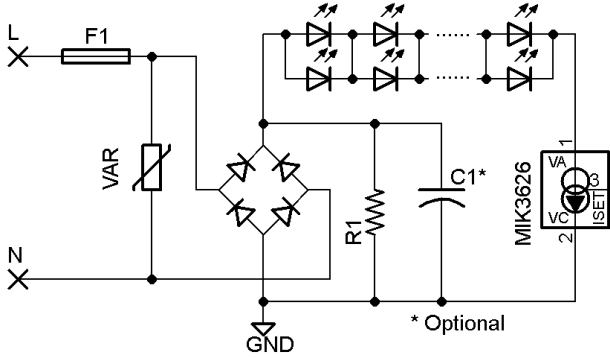 L
F1
VAR
N
GND
R1
C1*
* Optional
MIK3626
1
VA
3
ISET
VC
2